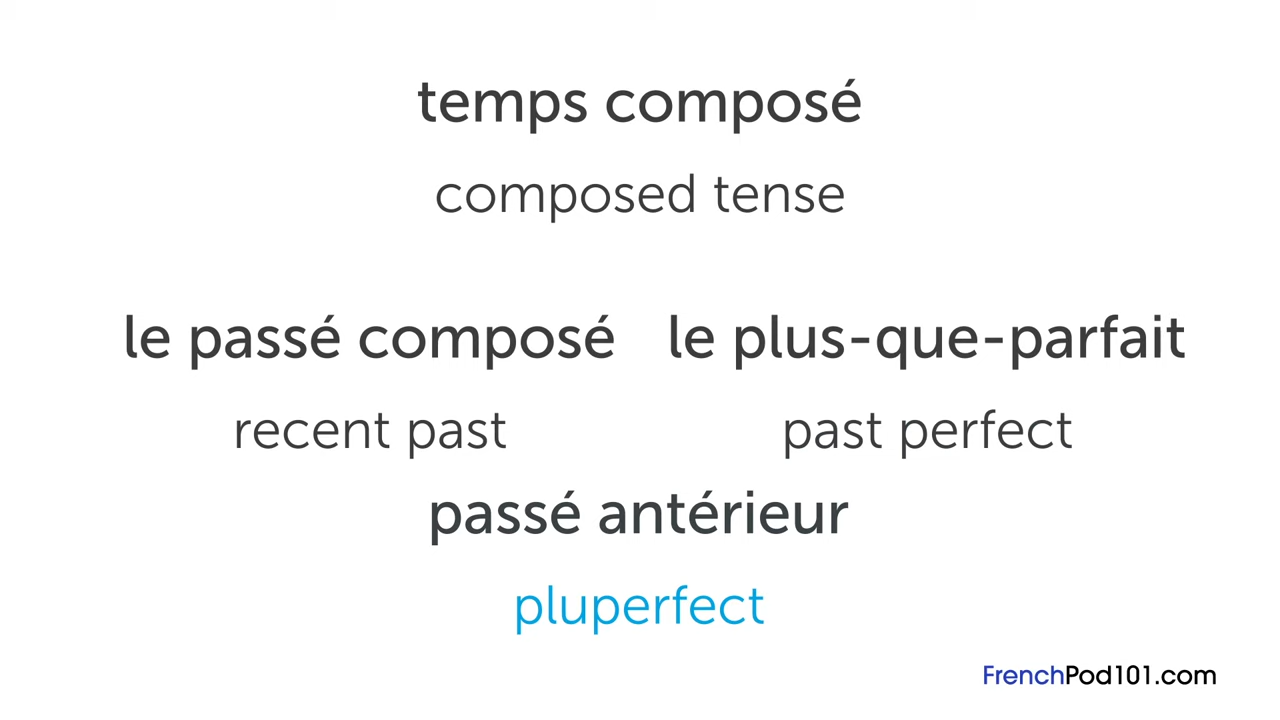 temps composé
composed tense
le passé composé le plus-que-parfait
recent past past perfect
passé antérieur
pluperfect
FrenchPod101.com